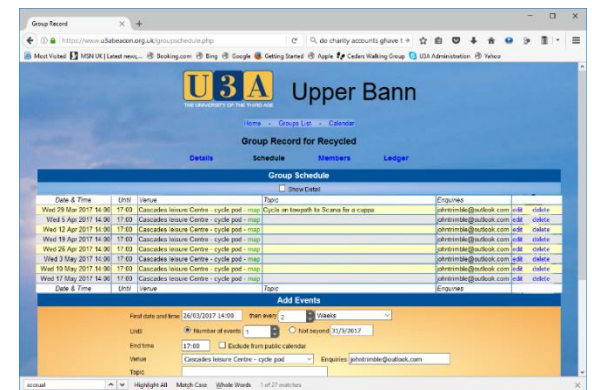 Group Record
https://www.u3abeacon.org.uk/groupschedule.php
do charity accounts ghave t
Most Visited MSN UK | Latest news,... Booking.com Bing Google Getting Started Apple Ceders Walking Group U3A Administration Yahoo
U3A
THE UNIVERSITY OF THE THIRD AGE
Upper Bann
Home - Groups List - Calendar
Group Record for Recycled
Details Schedule Members Ledger
Group Schedule
Show Detail
Date & Time Until Venue Topic Enquiries
Wed 29 Mar 2017 14:00 17:00 Cascades leisure Centre - cycle pod - map Cycle on towpath to Scarva for a cuppa johntrimble@outlook.com edit delete
Wed 5 Apr 2017 14:00 17:00 Cascades leisure Centre - cycle pod - map johntrimble@outlook.com edit delete
Wed 12 Apr 2017 14:00 17:00 Cascades leisure Centre - cycle pod - map johntrimble@outlook.com edit delete
Wed 19 Apr 2017 14:00 17:00 Cascades leisure Centre - cycle pod - map johntrimble@outlook.com edit delete
Wed 26 Apr 2017 14:00 17:00 Cascades leisure Centre - cycle pod - map johntrimble@outlook.com edit delete
Wed 3 May 2017 14:00 17:00 Cascades leisure Centre - cycle pod - map johntrimble@outlook.com edit delete
Wed 10 May 2017 14:00 17:00 Cascades leisure Centre - cycle pod - map johntrimble@outlook.com edit delete
Wed 17 May 2017 14:00 17:00 Cascades leisure Centre - cycle pod - map johntrimble@outlook.com edit delete
Date & Time Until Venue Topic Enquiries
Add Events
First date and time 26/03/2017 14:00 then every 2 Weeks
Until Number of events 1 Not beyond 31/3/2017
End time 17:00 Exclude from public calendar
Venue Cascades leisure Centre - cycle pod Enquiries johntrimble@outlook.com
Topic
accrual Highlight All Match Case Whole Words 1 of 27 matches